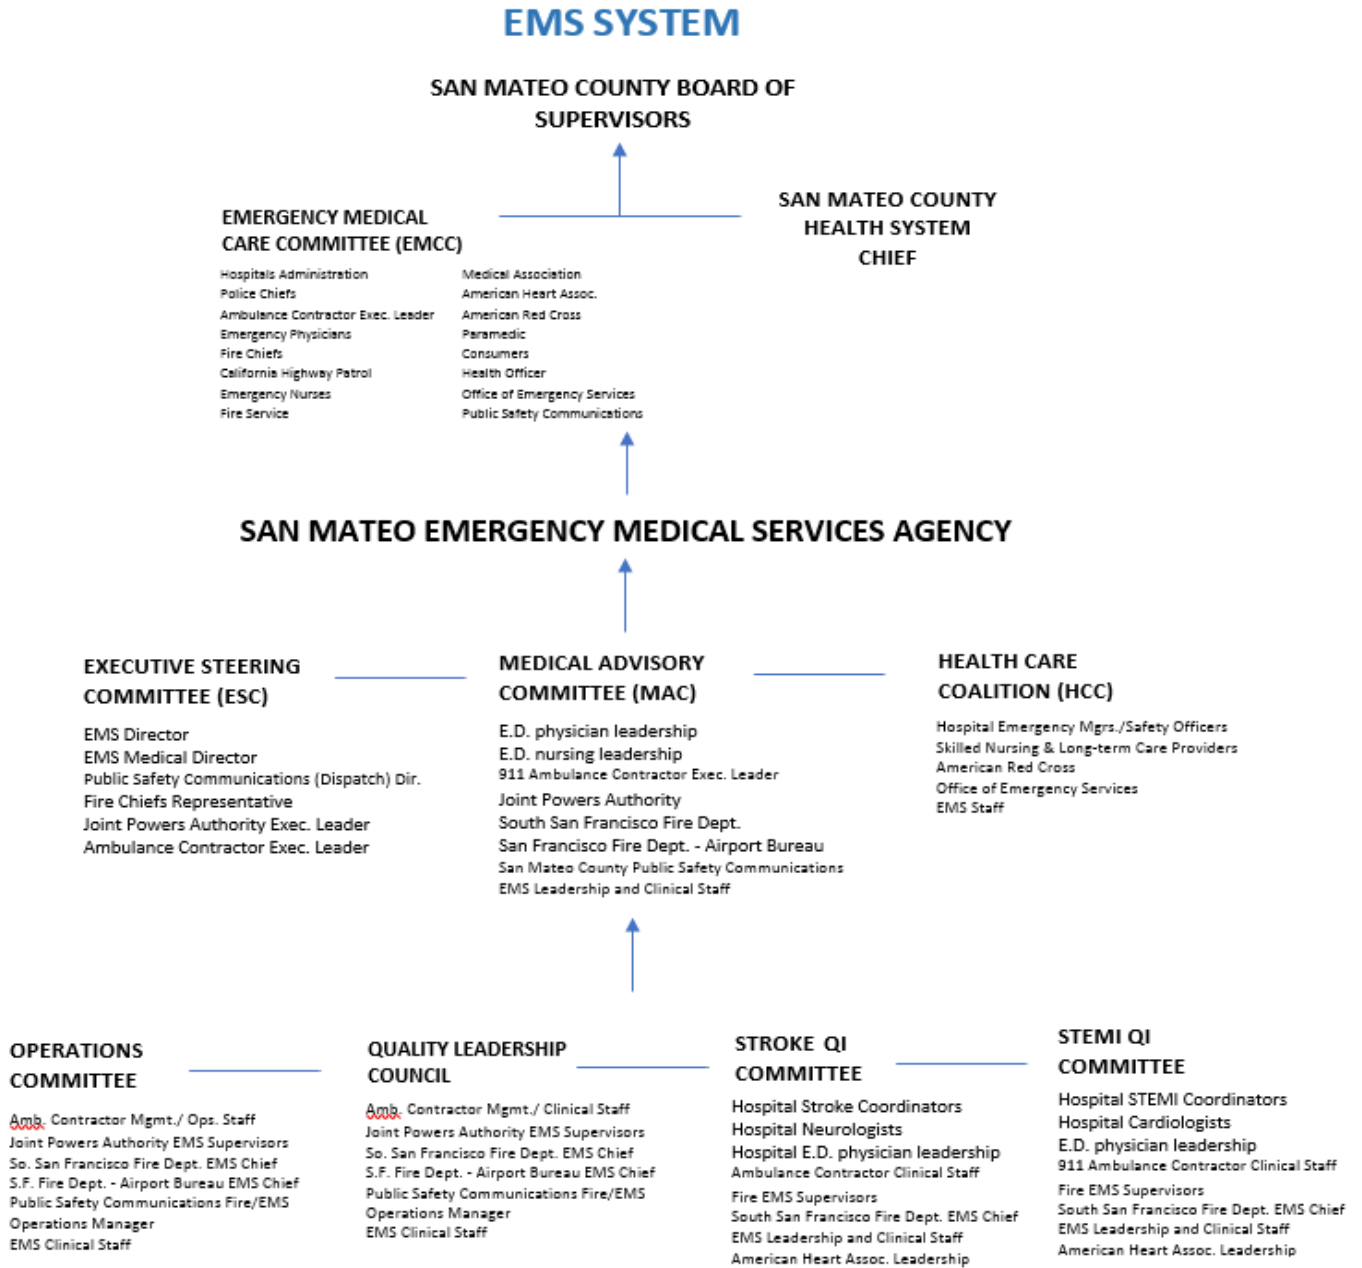 EMS SYSTEM
SAN MATEO COUNTY BOARD OF
SUPERVISORS
EMERGENCY MEDICAL
CARE COMMITTEE (EMCC)
Hospitals Administration
Police Chiefs
Ambulance Contractor Exec. Leader
Emergency Physicians
Fire Chiefs
California Highway Patrol
Emergency Nurses
Fire Service
Medical Association
American Heart Assoc.
American Red Cross
Paramedic
Consumers
Health Officer
Office of Emergency Services
Public Safety Communications
SAN MATEO COUNTY
HEALTH SYSTEM
CHIEF
SAN MATEO EMERGENCY MEDICAL SERVICES AGENCY
EXECUTIVE STEERING
COMMITTEE (ESC)
EMS Director
EMS Medical Director
Public Safety Communications (Dispatch) Dir.
Fire Chiefs Representative
Joint Powers Authority Exec. Leader
Ambulance Contractor Exec. Leader
MEDICAL ADVISORY
COMMITTEE (MAC)
E.D. physician leadership
E.D. nursing leadership
911 Ambulance Contractor Exec. Leader
Joint Powers Authority
South San Francisco Fire Dept.
San Francisco Fire Dept. - Airport Bureau
San Mateo County Public Safety Communications
EMS Leadership and Clinical Staff
HEALTH CARE
COALITION (HCC)
Hospital Emergency Mgrs./Safety Officers
Skilled Nursing & Long-term Care Providers
American Red Cross
Office of Emergency Services
EMS Staff
OPERATIONS
COMMITTEE
Amb. Contractor Mgmt./ Ops. Staff
Joint Powers Authority EMS Supervisors
So. San Francisco Fire Dept. EMS Chief
S.F. Fire Dept. - Airport Bureau EMS Chief
Public Safety Communications Fire/EMS
Operations Manager
EMS Clinical Staff
QUALITY LEADERSHIP
COUNCIL
Amb. Contractor Mgmt./ Clinical Staff
Joint Powers Authority EMS Supervisors
So. San Francisco Fire Dept. EMS Chief
S.F. Fire Dept. - Airport Bureau EMS Chief
Public Safety Communications Fire/EMS
Operations Manager
EMS Clinical Staff
STROKE QI
COMMITTEE
Hospital Stroke Coordinators
Hospital Neurologists
Hospital E.D. physician leadership
Ambulance Contractor Clinical Staff
Fire EMS Supervisors
South San Francisco Fire Dept. EMS Chief
EMS Leadership and Clinical Staff
American Heart Assoc. Leadership
STEMI QI
COMMITTEE
Hospital STEMI Coordinators
Hospital Cardiologists
E.D. physician leadership
911 Ambulance Contractor Clinical Staff
Fire EMS Supervisors
South San Francisco Fire Dept. EMS Chief
EMS Leadership and Clinical Staff
American Heart Assoc. Leadership